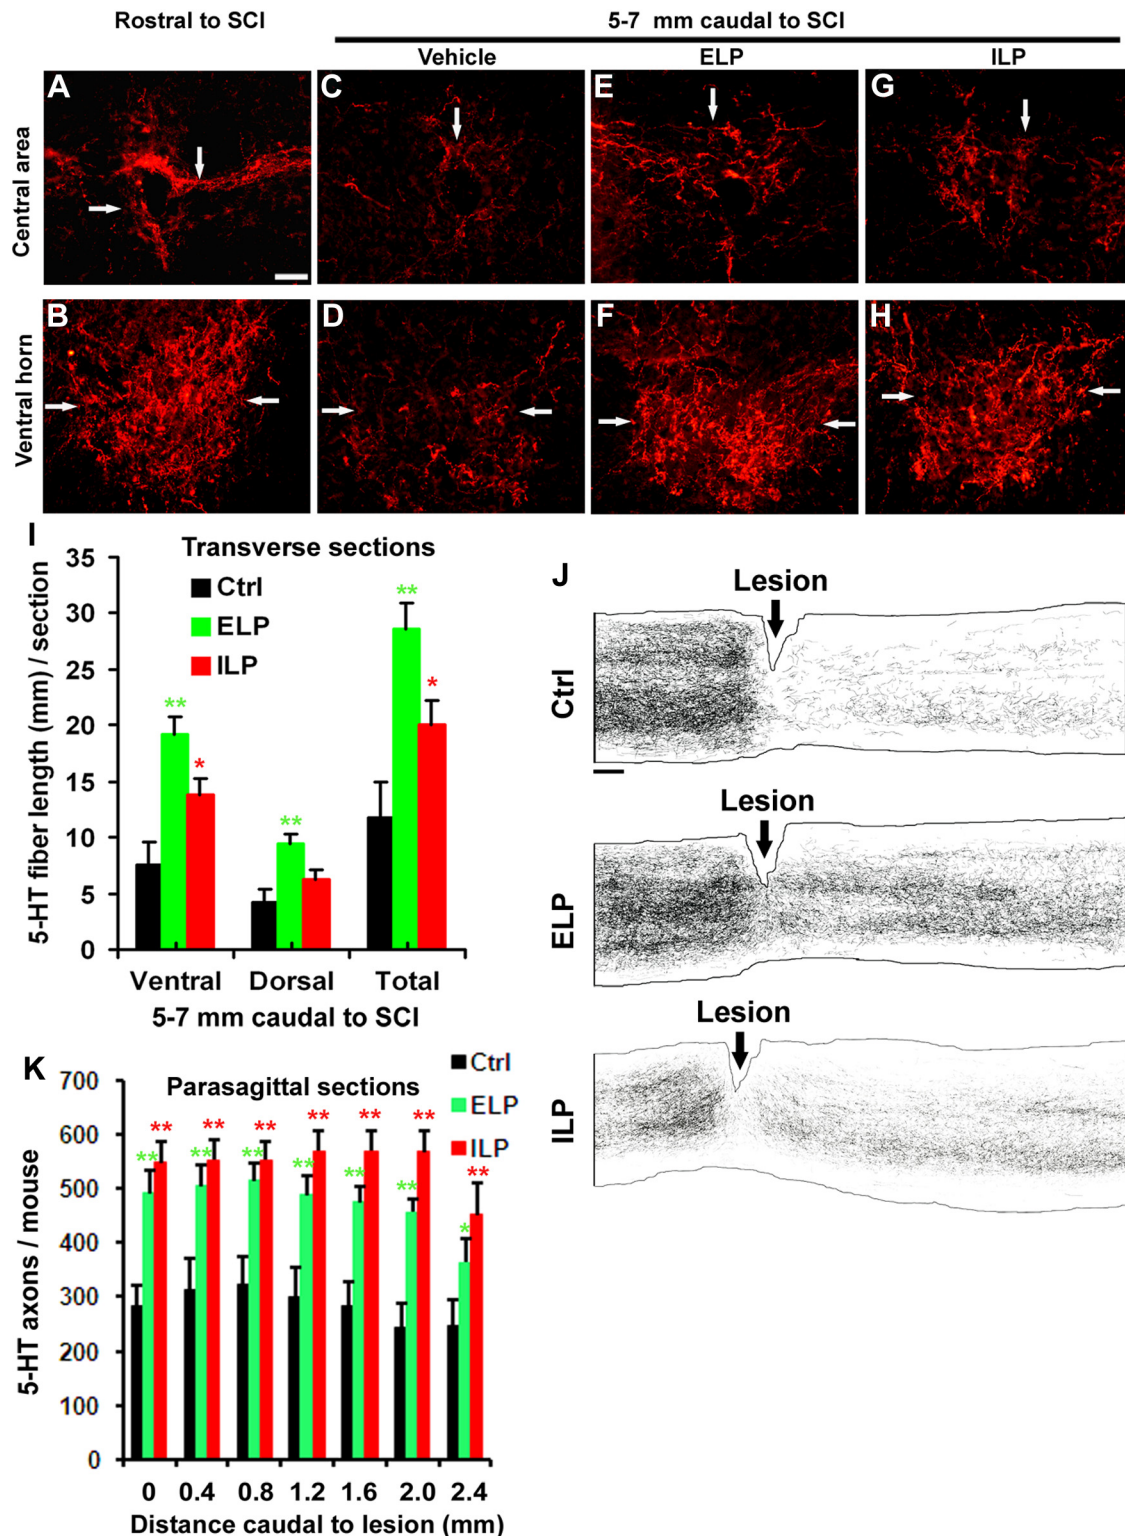 Rostral to SCI
5-7 mm caudal to SCI
Vehicle
ELP
ILP
Central area
A
C
E
G
Ventral horn
B
D
F
H
I
Transverse sections
Ctrl
ELP
ILP
5-HT fiber length (mm) / section
35
30
25
20
15
10
5
0
**
*
**
**
*
Ventral Dorsal Total
5-7 mm caudal to SCI
J
Lesion
Ctrl
Lesion
ELP
Lesion
ILP
K
Parasagittal sections
Ctrl
ELP
ILP
5-HT axons / mouse
700
600
500
400
300
200
100
0
** ** ** ** ** ** **
** ** ** ** ** ** *
0 0.4 0.8 1.2 1.6 2.0 2.4
Distance caudal to lesion (mm)